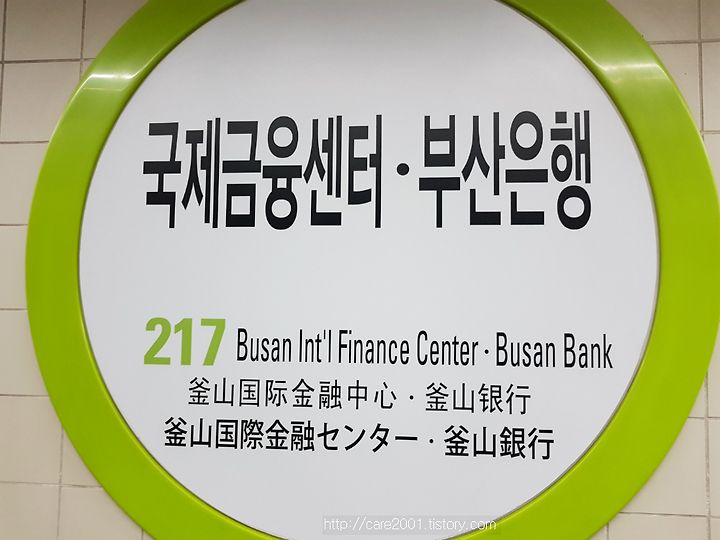 국제금융센터·부산은행
217 Busan Int'l Finance Center·Busan Bank
釜山国际金融中心·釜山银行
釜山国際金融センター·釜山銀行
http://care2001.tistory.com